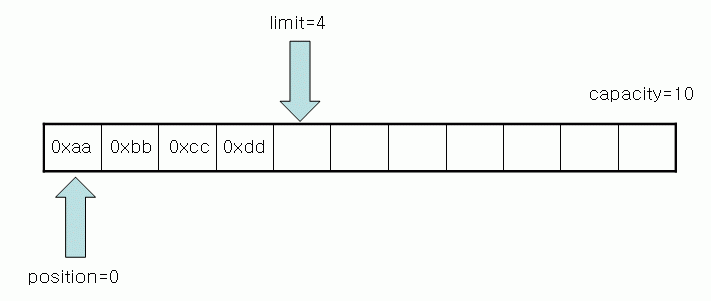 limit=4
capacity=10
0xaa 0xbb 0xcc 0xdd
position=0